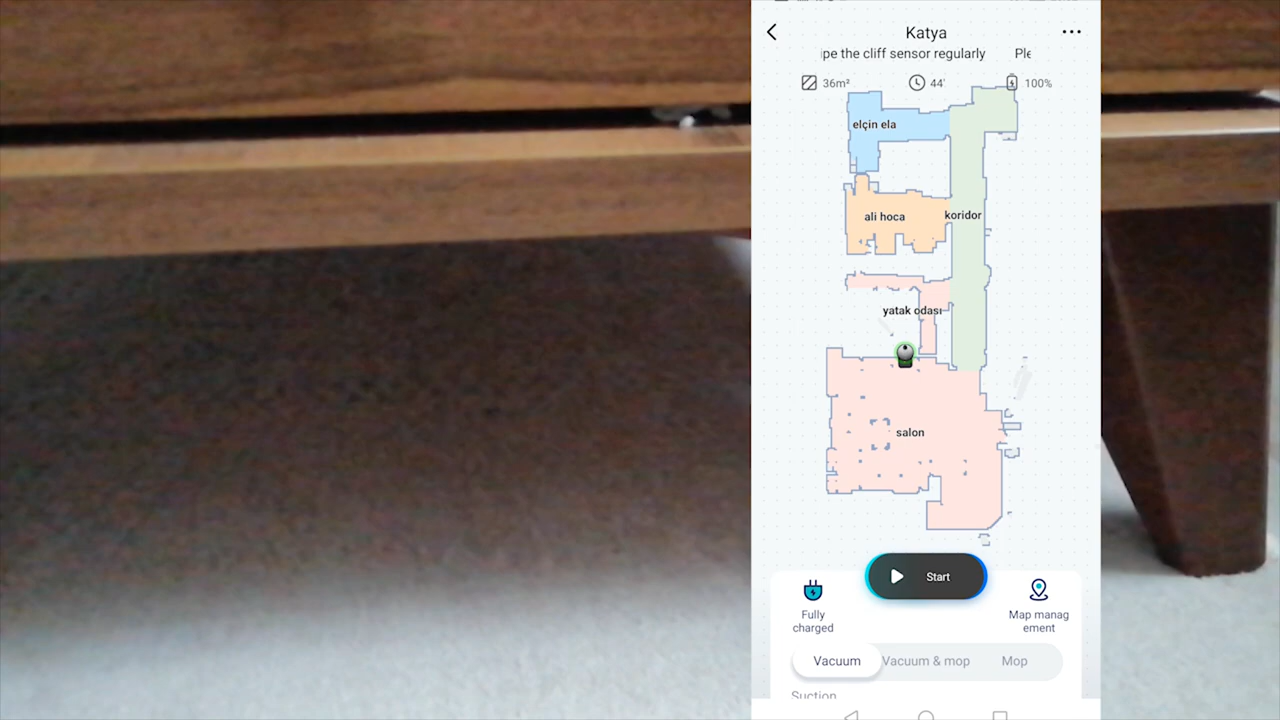 Katya
ipe the cliff sensor regularly Ple
36m² 44' 100%
elçin ela
ali hoca
koridor
yatak odası
salon
Start
Fully
charged
Map manag
ement
Vacuum Vacuum & mop Mop
Suction